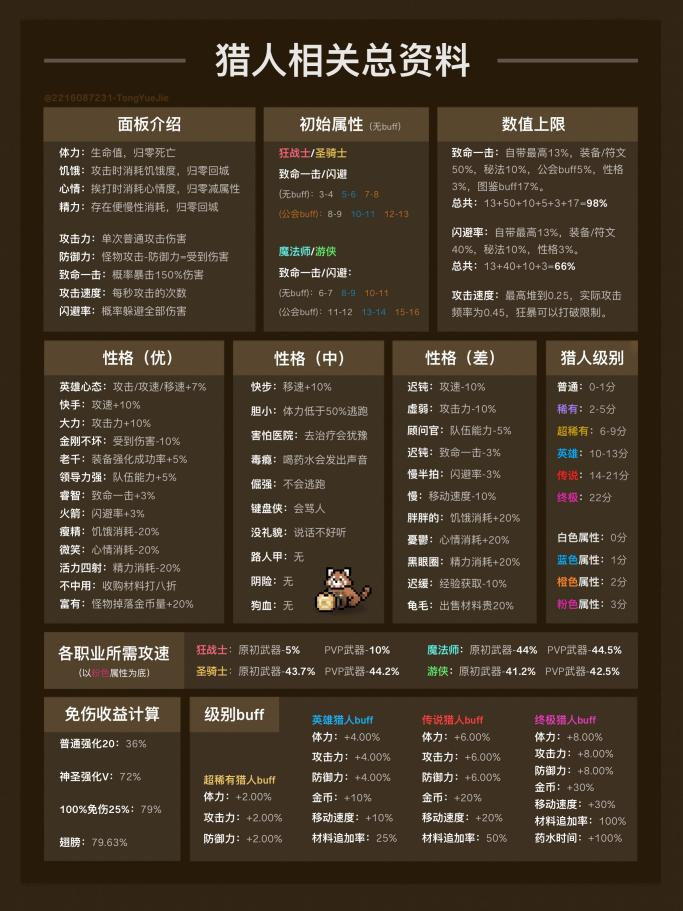 猎人相关总资料
@2216087231-TongYueJie
面板介绍
体力：生命值，归零死亡
饥饿：攻击时消耗饥饿度，归零回城
心情：挨打时消耗心情度，归零减属性
精力：存在便慢性消耗，归零回城
攻击力：单次普通攻击伤害
防御力：怪物攻击-防御力=受到伤害
致命一击：概率暴击150%伤害
攻击速度：每秒攻击的次数
闪避率：概率躲避全部伤害
初始属性 (无buff)
狂战士/圣骑士
致命一击/闪避
(无buff)：3-4 5-6 7-8
(公会buff)：8-9 10-11 12-13
魔法师/游侠
致命一击/闪避：
(无buff)：6-7 8-9 10-11
(公会buff)：11-12 13-14 15-16
数值上限
致命一击：自带最高13%，装备/符文
50%，秘法10%，公会buff5%，性格
3%，图鉴buff17%。
总共：13+50+10+5+3+17=98%
闪避率：自带最高13%，装备/符文
40%，秘法10%，性格3%。
总共：13+40+10+3=66%
攻击速度：最高堆到0.25，实际攻击
频率为0.45，狂暴可以打破限制。
性格（优）
英雄心态：攻击/攻速/移速+7%
快手：攻速+10%
大力：攻击力+10%
金刚不坏：受到伤害-10%
老千：装备强化成功率+5%
领导力强：队伍能力+5%
睿智：致命一击+3%
火箭：闪避率+3%
瘦精：饥饿消耗-20%
微笑：心情消耗-20%
活力四射：精力消耗-20%
不中用：收购材料打八折
富有：怪物掉落金币量+20%
性格（中）
快步：移速+10%
胆小：体力低于50%逃跑
害怕医院：去治疗会犹豫
毒瘾：喝药水会发出声音
倔强：不会逃跑
键盘侠：会骂人
没礼貌：说话不好听
路人甲：无
阴险：无
狗血：无
性格（差）
迟钝：攻速-10%
虚弱：攻击力-10%
顾问官：队伍能力-5%
迟钝：致命一击-3%
慢半拍：闪避率-3%
慢：移动速度-10%
胖胖的：饥饿消耗+20%
憂鬱：心情消耗+20%
黑眼圈：精力消耗+20%
迟缓：经验获取-10%
龟毛：出售材料贵20%
猎人级别
普通：0-1分
稀有：2-5分
超稀有：6-9分
英雄：10-13分
传说：14-21分
终极：22分
白色属性：0分
蓝色属性：1分
橙色属性：2分
粉色属性：3分
各职业所需攻速
（以粉色属性为底）
狂战士：原初武器-5% PVP武器-10%
魔法师：原初武器-44% PVP武器-44.5%
圣骑士：原初武器-43.7% PVP武器-44.2%
游侠：原初武器-41.2% PVP武器-42.5%
免伤收益计算
普通强化20：36%
神圣强化V：72%
100%免伤25%：79%
翅膀：79.63%
级别buff
超稀有猎人buff
体力：+2.00%
攻击力：+2.00%
防御力：+2.00%
英雄猎人buff
体力：+4.00%
攻击力：+4.00%
防御力：+4.00%
金币：+10%
移动速度：+10%
材料追加率：25%
传说猎人buff
体力：+6.00%
攻击力：+6.00%
防御力：+6.00%
金币：+20%
移动速度：+20%
材料追加率：50%
终极猎人buff
体力：+8.00%
攻击力：+8.00%
防御力：+8.00%
金币：+30%
移动速度：+30%
材料追加率：100%
药水时间：+100%